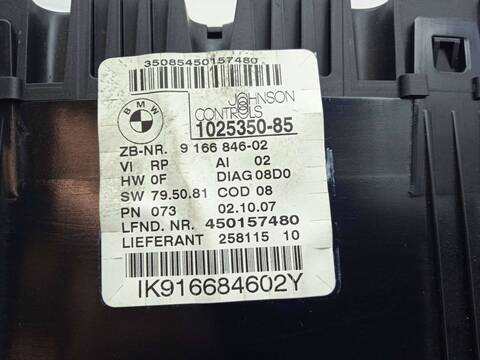 35085450157480
BMW
JOHNSON
CONTROLS
1025350-85
ZB-NR. 9 166 846-02
VI RP AI 02
HW 0F DIAG 08D0
SW 79.50.81 COD 08
PN 073 02.10.07
LFND. NR. 450157480
LIEFERANT 258115 10
IK916684602Y